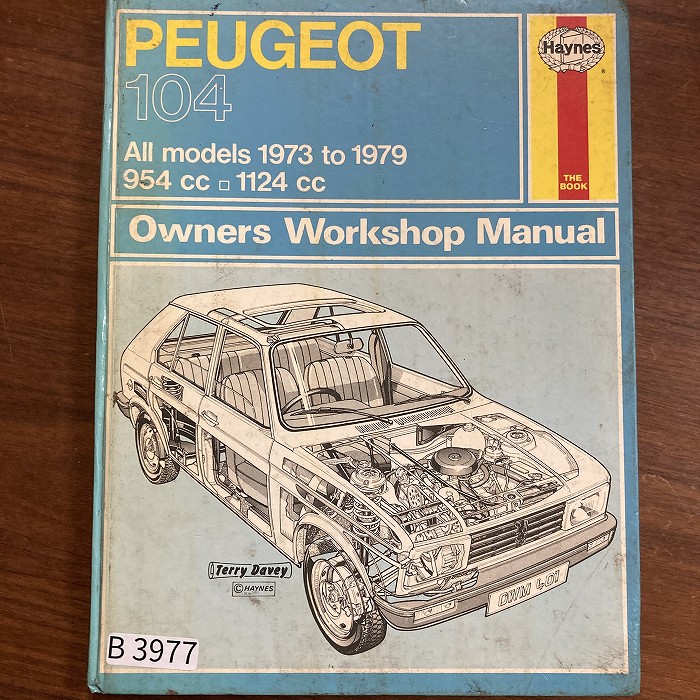 PEUGEOT
104
All models 1973 to 1979
954 cc □ 1124 cc
Haynes
®
THE
BOOK
Owners Workshop Manual
Terry Davey
© HAYNES
GWM 401
B 3977